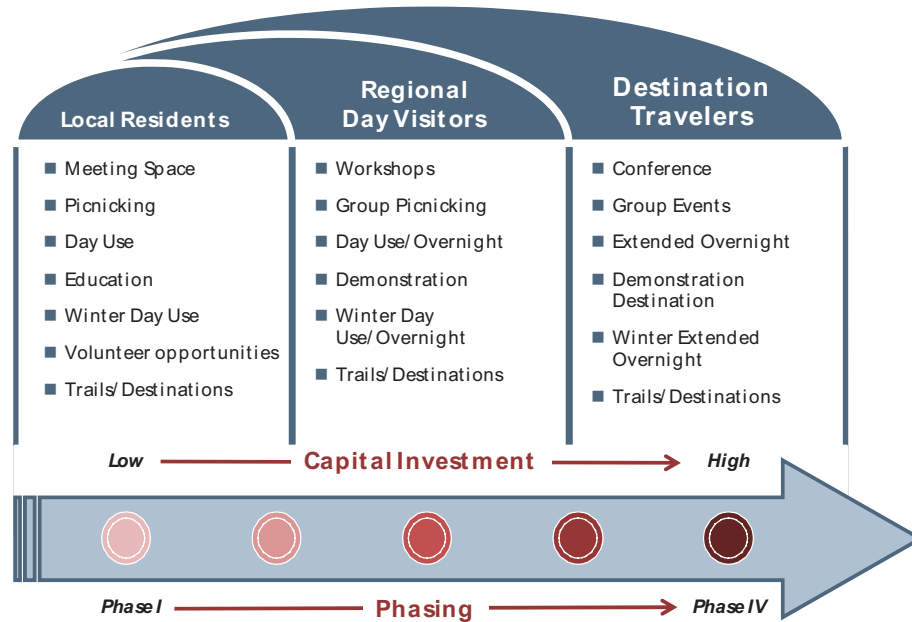 Local Residents
Meeting Space
Picnicking
Day Use
Education
Winter Day Use
Volunteer opportunities
Trails/Destinations
Regional
Day Visitors
Workshops
Group Picnicking
Day Use/Overnight
Demonstration
Winter Day
Use/Overnight
Trails/Destinations
Destination
Travelers
Conference
Group Events
Extended Overnight
Demonstration
Destination
Winter Extended
Overnight
Trails/Destinations
Low Capital Investment High
Phase I Phasing Phase IV